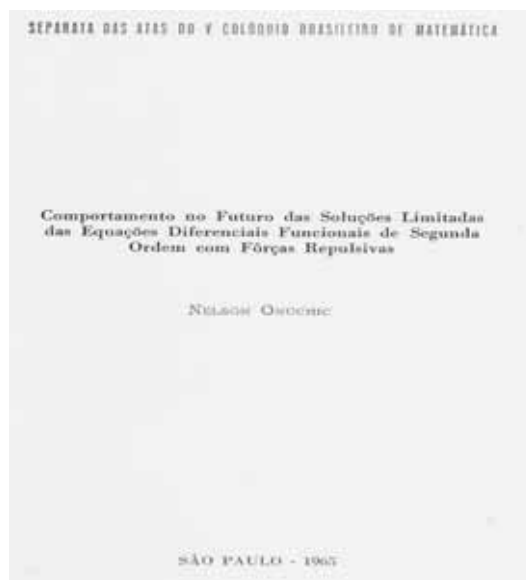 SEPARATA DAS ATAS DO V COLÓQUIO BRASILEIRO DE MATEMÁTICA
Comportamento no Futuro das Soluções Limitadas
das Equações Diferenciais Funcionais de Segunda
Ordem com Fôrças Repulsivas
NELSON ONUCHIC
SÃO PAULO - 1965